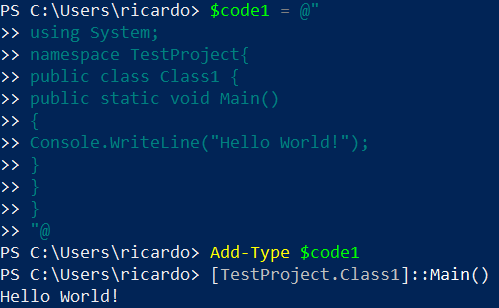 PS C:\Users\ricardo> $code1 = @"
>> using System;
>> namespace TestProject{
>> public class Class1 {
>> public static void Main()
>> {
>> Console.WriteLine("Hello World!");
>> }
>> }
>> }
>> "@
PS C:\Users\ricardo> Add-Type $code1
PS C:\Users\ricardo> [TestProject.Class1]::Main()
Hello World!